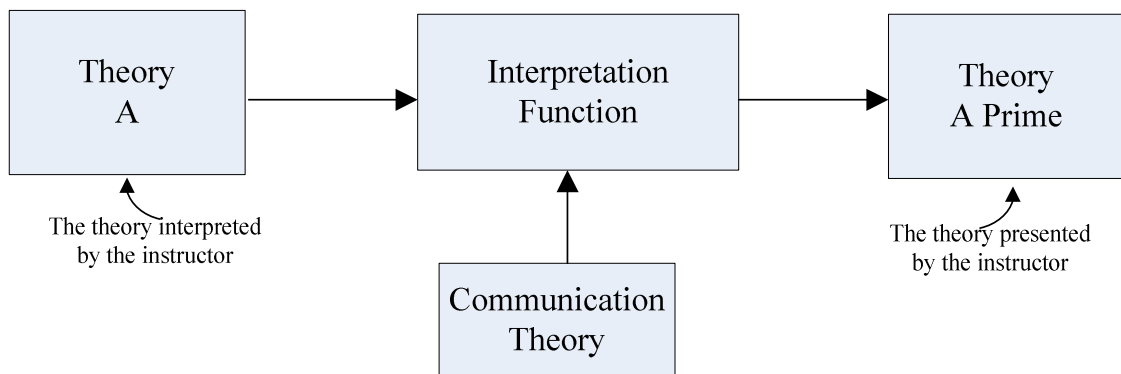 Theory
A
Interpretation
Function
Theory
A Prime
The theory interpreted
by the instructor
The theory presented
by the instructor
Communication
Theory